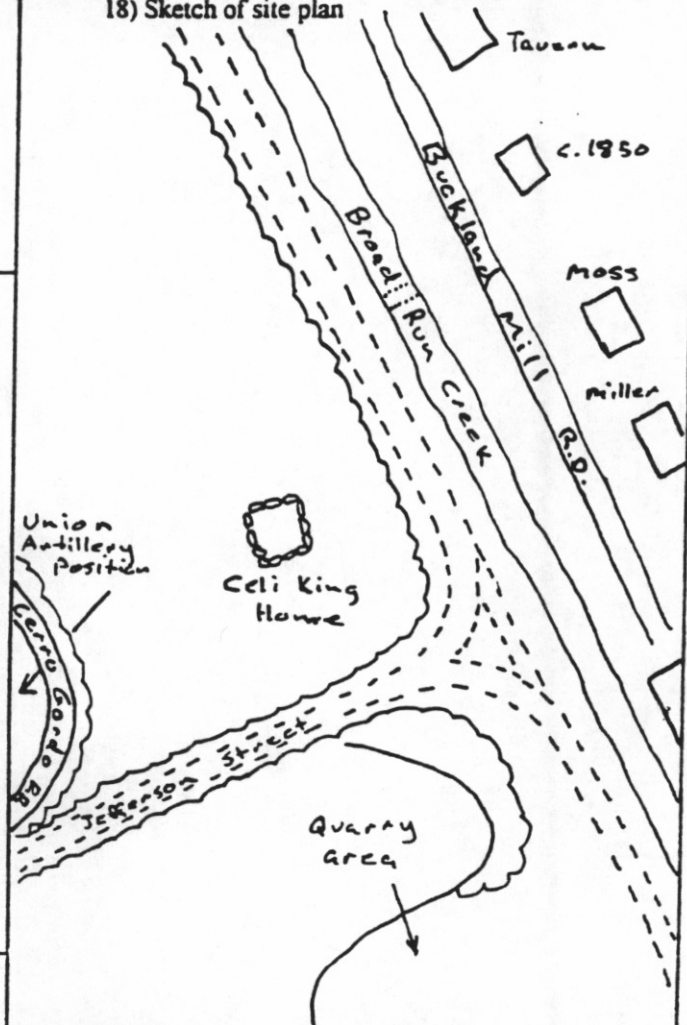 18) Sketch of site plan
Tavern
c.1850
Buckland Mill R.D.
Broad Run Creek
Moss
miller
Union
Artillery
Position
Celi King
House
Cerro Gordo Rd
Jefferson Street
Quarry
area